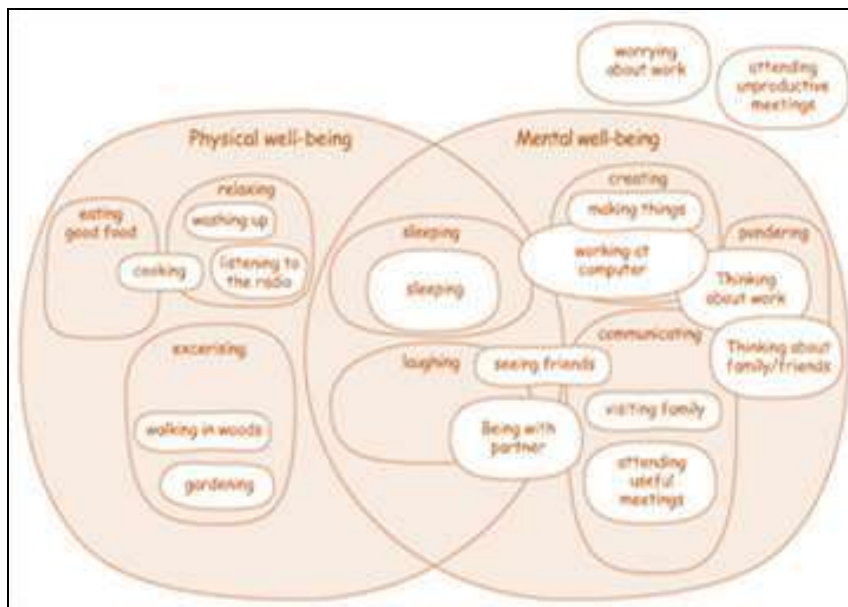 worrying
about work
attending
unproductive
meetings
Physical well-being
Mental well-being
relaxing
washing up
listening to
the radio
eating
good food
cooking
excerising
walking in woods
gardening
sleeping
sleeping
laughing
seeing friends
Being with
partner
creating
making things
working at
computer
pondering
Thinking
about work
Thinking about
family/friends
communicating
visiting family
attending
useful
meetings